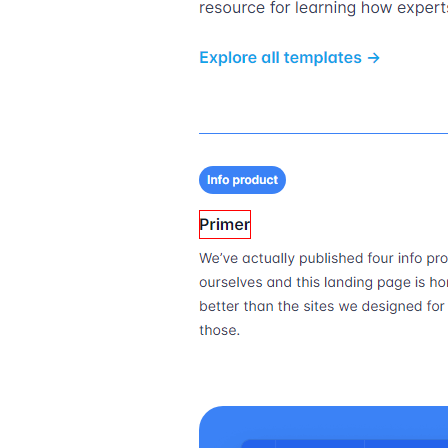 resource for learning how expert
Explore all templates →
Info product
Primer
We've actually published four info pro
ourselves and this landing page is ho
better than the sites we designed for
those.